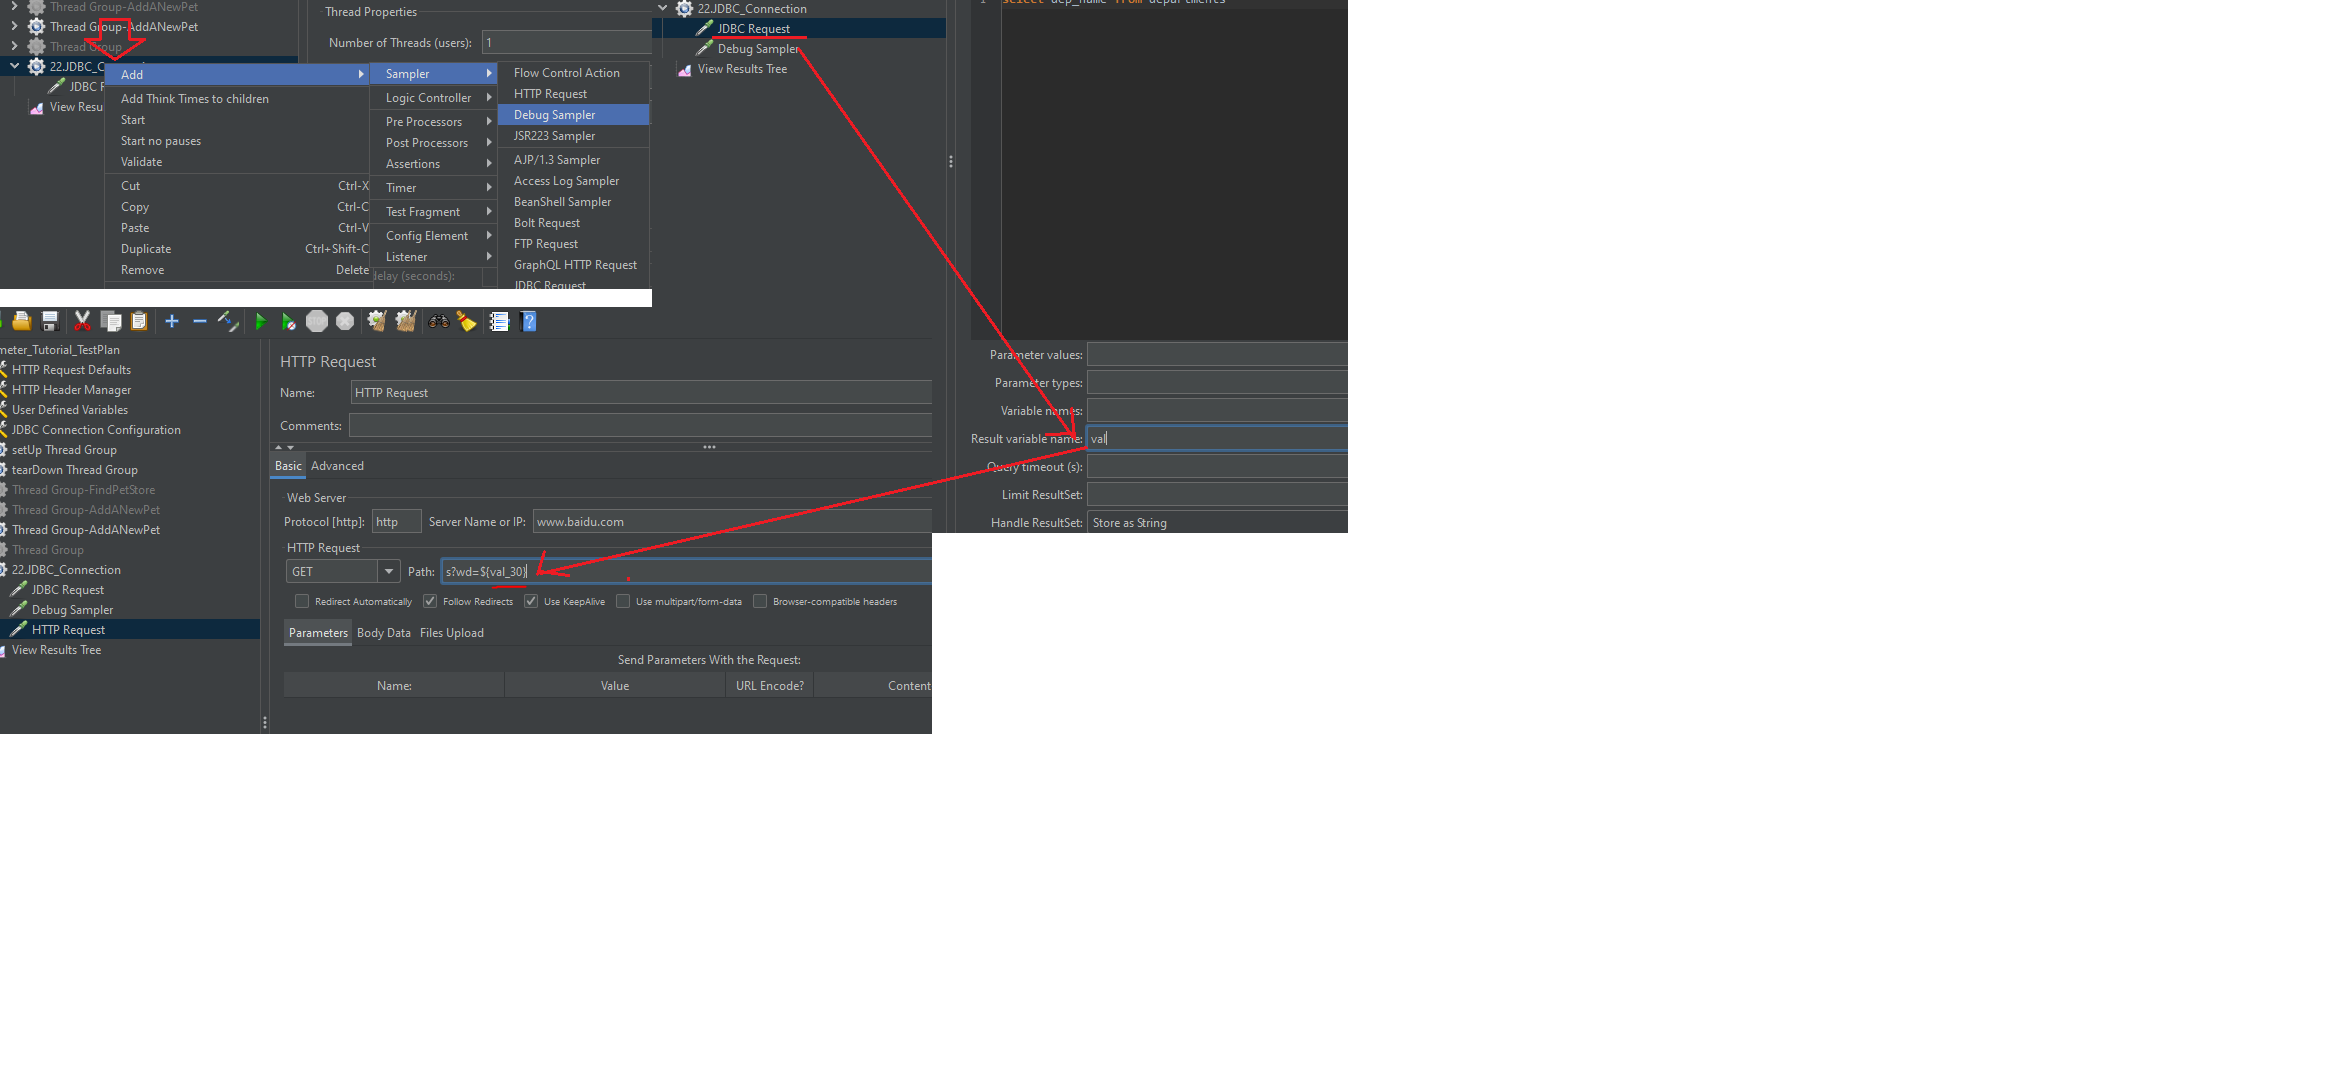 Thread Group-AddANewPet
Thread Group-AddANewPet
Thread Group
22.JDBC_C
JDBC R
View Resu
Thread Properties
Number of Threads (users): 1
Add
Add Think Times to children
Start
Start no pauses
Validate
Cut Ctrl-X
Copy Ctrl-C
Paste Ctrl-V
Duplicate Ctrl+Shift-C
Remove Delete
Sampler
Logic Controller
Pre Processors
Post Processors
Assertions
Timer
Test Fragment
Config Element
Listener
delay (seconds):
Flow Control Action
HTTP Request
Debug Sampler
JSR223 Sampler
AJP/1.3 Sampler
Access Log Sampler
BeanShell Sampler
Bolt Request
FTP Request
GraphQL HTTP Request
JDBC Request
22.JDBC_Connection
JDBC Request
Debug Sampler
View Results Tree
1 select dep_name from departments
Parameter values:
Parameter types:
Variable names:
Result variable name: val
Query timeout (s):
Limit ResultSet:
Handle ResultSet: Store as String
meter_Tutorial_TestPlan
HTTP Request Defaults
HTTP Header Manager
User Defined Variables
JDBC Connection Configuration
setUp Thread Group
tearDown Thread Group
Thread Group-FindPetStore
Thread Group-AddANewPet
Thread Group-AddANewPet
Thread Group
22.JDBC_Connection
JDBC Request
Debug Sampler
HTTP Request
View Results Tree
HTTP Request
Name: HTTP Request
Comments:
Basic Advanced
Web Server
Protocol [http]: http Server Name or IP: www.baidu.com
HTTP Request
GET Path: s?wd=${val_30}
Redirect Automatically Follow Redirects Use KeepAlive Use multipart/form-data Browser-compatible headers
Parameters Body Data Files Upload
Send Parameters With the Request:
Name: Value URL Encode? Content